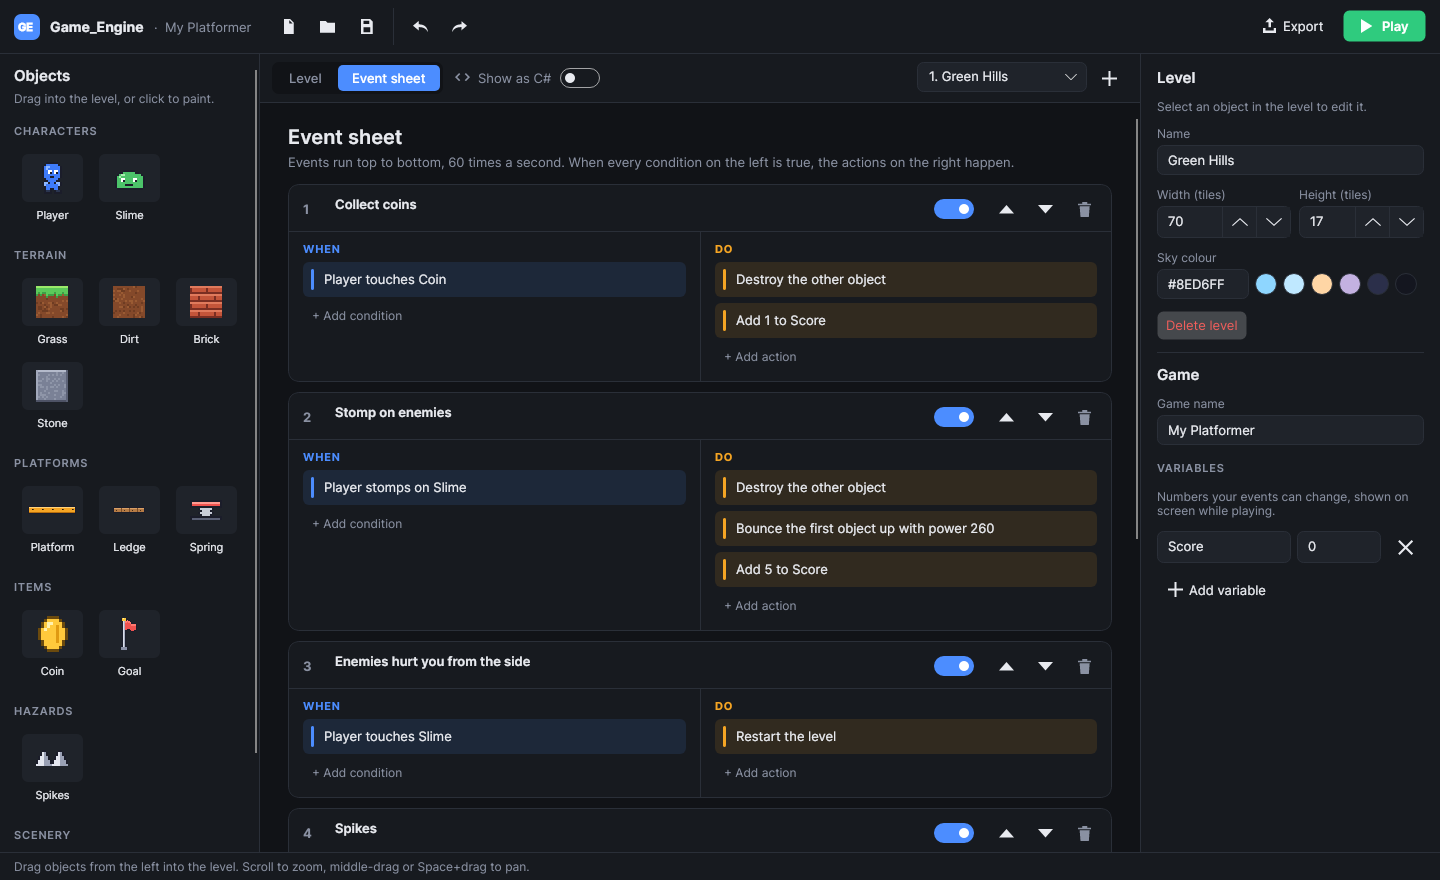 GE Game_Engine · My Platformer
Export
Play
Objects
Drag into the level, or click to paint.
CHARACTERS
Player
Slime
TERRAIN
Grass
Dirt
Brick
Stone
PLATFORMS
Platform
Ledge
Spring
ITEMS
Coin
Goal
HAZARDS
Spikes
SCENERY
Level
Event sheet
<> Show as C#
1. Green Hills
Event sheet
Events run top to bottom, 60 times a second. When every condition on the left is true, the actions on the right happen.
1 Collect coins
WHEN
Player touches Coin
+ Add condition
DO
Destroy the other object
Add 1 to Score
+ Add action
2 Stomp on enemies
WHEN
Player stomps on Slime
+ Add condition
DO
Destroy the other object
Bounce the first object up with power 260
Add 5 to Score
+ Add action
3 Enemies hurt you from the side
WHEN
Player touches Slime
+ Add condition
DO
Restart the level
+ Add action
4 Spikes
Level
Select an object in the level to edit it.
Name
Green Hills
Width (tiles)
Height (tiles)
70
17
Sky colour
#8ED6FF
Delete level
Game
Game name
My Platformer
VARIABLES
Numbers your events can change, shown on
screen while playing.
Score
0
Add variable
Drag objects from the left into the level. Scroll to zoom, middle-drag or Space+drag to pan.